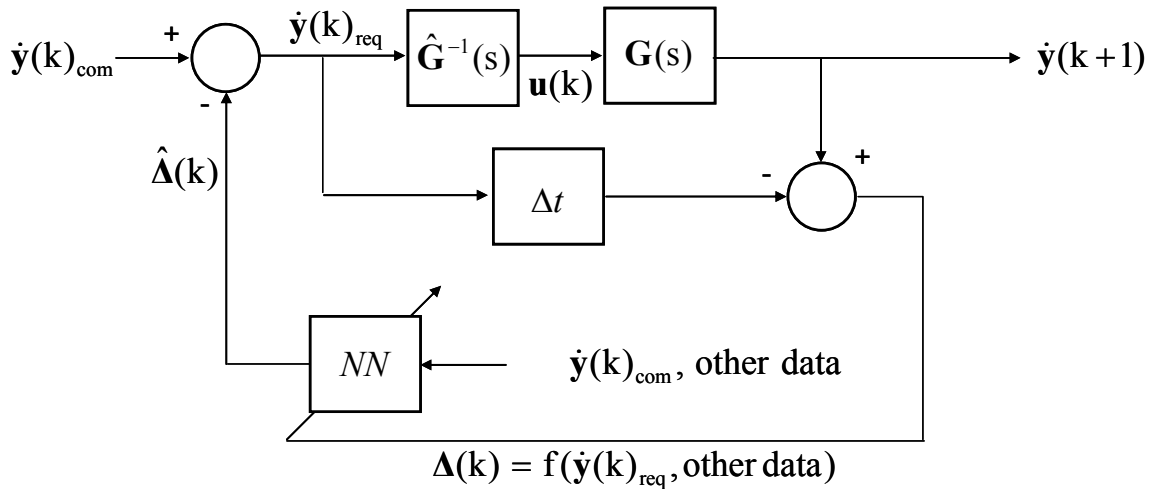 +
ẏ(k)com
ẏ(k)req
Ĝ⁻¹(s)
u(k)
G(s)
ẏ(k+1)
-
Δ̂(k)
Δt
-
+
NN
ẏ(k)com, other data
Δ(k) = f(ẏ(k)req, other data)